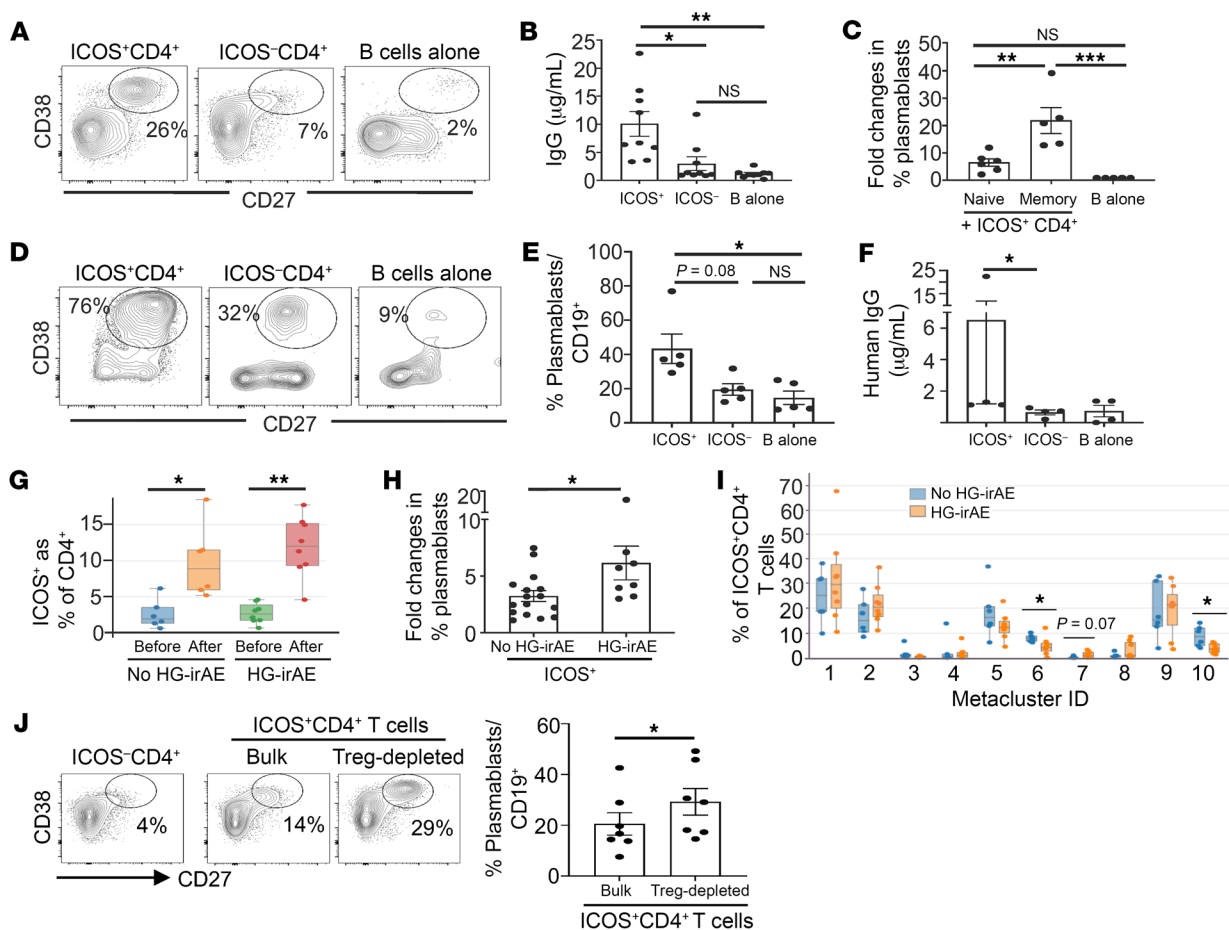 A
ICOS⁺CD4⁺ ICOS⁻CD4⁺ B cells alone
CD38
26% 7% 2%
CD27
B
IgG (μg/mL)
25
20
15
10
5
0
** * NS
ICOS⁺ ICOS⁻ B alone
C
Fold changes in
% plasmablasts
50
40
30
20
10
0
NS
** ***
Naive Memory B alone
+ ICOS⁺ CD4⁺
D
ICOS⁺CD4⁺ ICOS⁻CD4⁺ B cells alone
CD38
76% 32% 9%
CD27
E
% Plasmablasts/
CD19⁺
100
80
60
40
20
0
*
P = 0.08 NS
ICOS⁺ ICOS⁻ B alone
F
Human IgG
(μg/mL)
25
15
6
2
*
ICOS⁺ ICOS⁻ B alone
G
ICOS⁺ as
% of CD4⁺
15
10
5
0
* **
Before After Before After
No HG-irAE HG-irAE
H
Fold changes in
% plasmablasts
20
10
5
0
*
No HG-irAE HG-irAE
ICOS⁺
I
% of ICOS⁺CD4⁺
T cells
70
60
50
40
30
20
10
0
No HG-irAE
HG-irAE
* P = 0.07 *
1 2 3 4 5 6 7 8 9 10
Metacluster ID
J
ICOS⁺CD4⁺ T cells
ICOS⁻CD4⁺ Bulk Treg-depleted
CD38
4% 14% 29%
CD27
% Plasmablasts/
CD19⁺
60
40
20
0
*
Bulk Treg-depleted
ICOS⁺CD4⁺ T cells